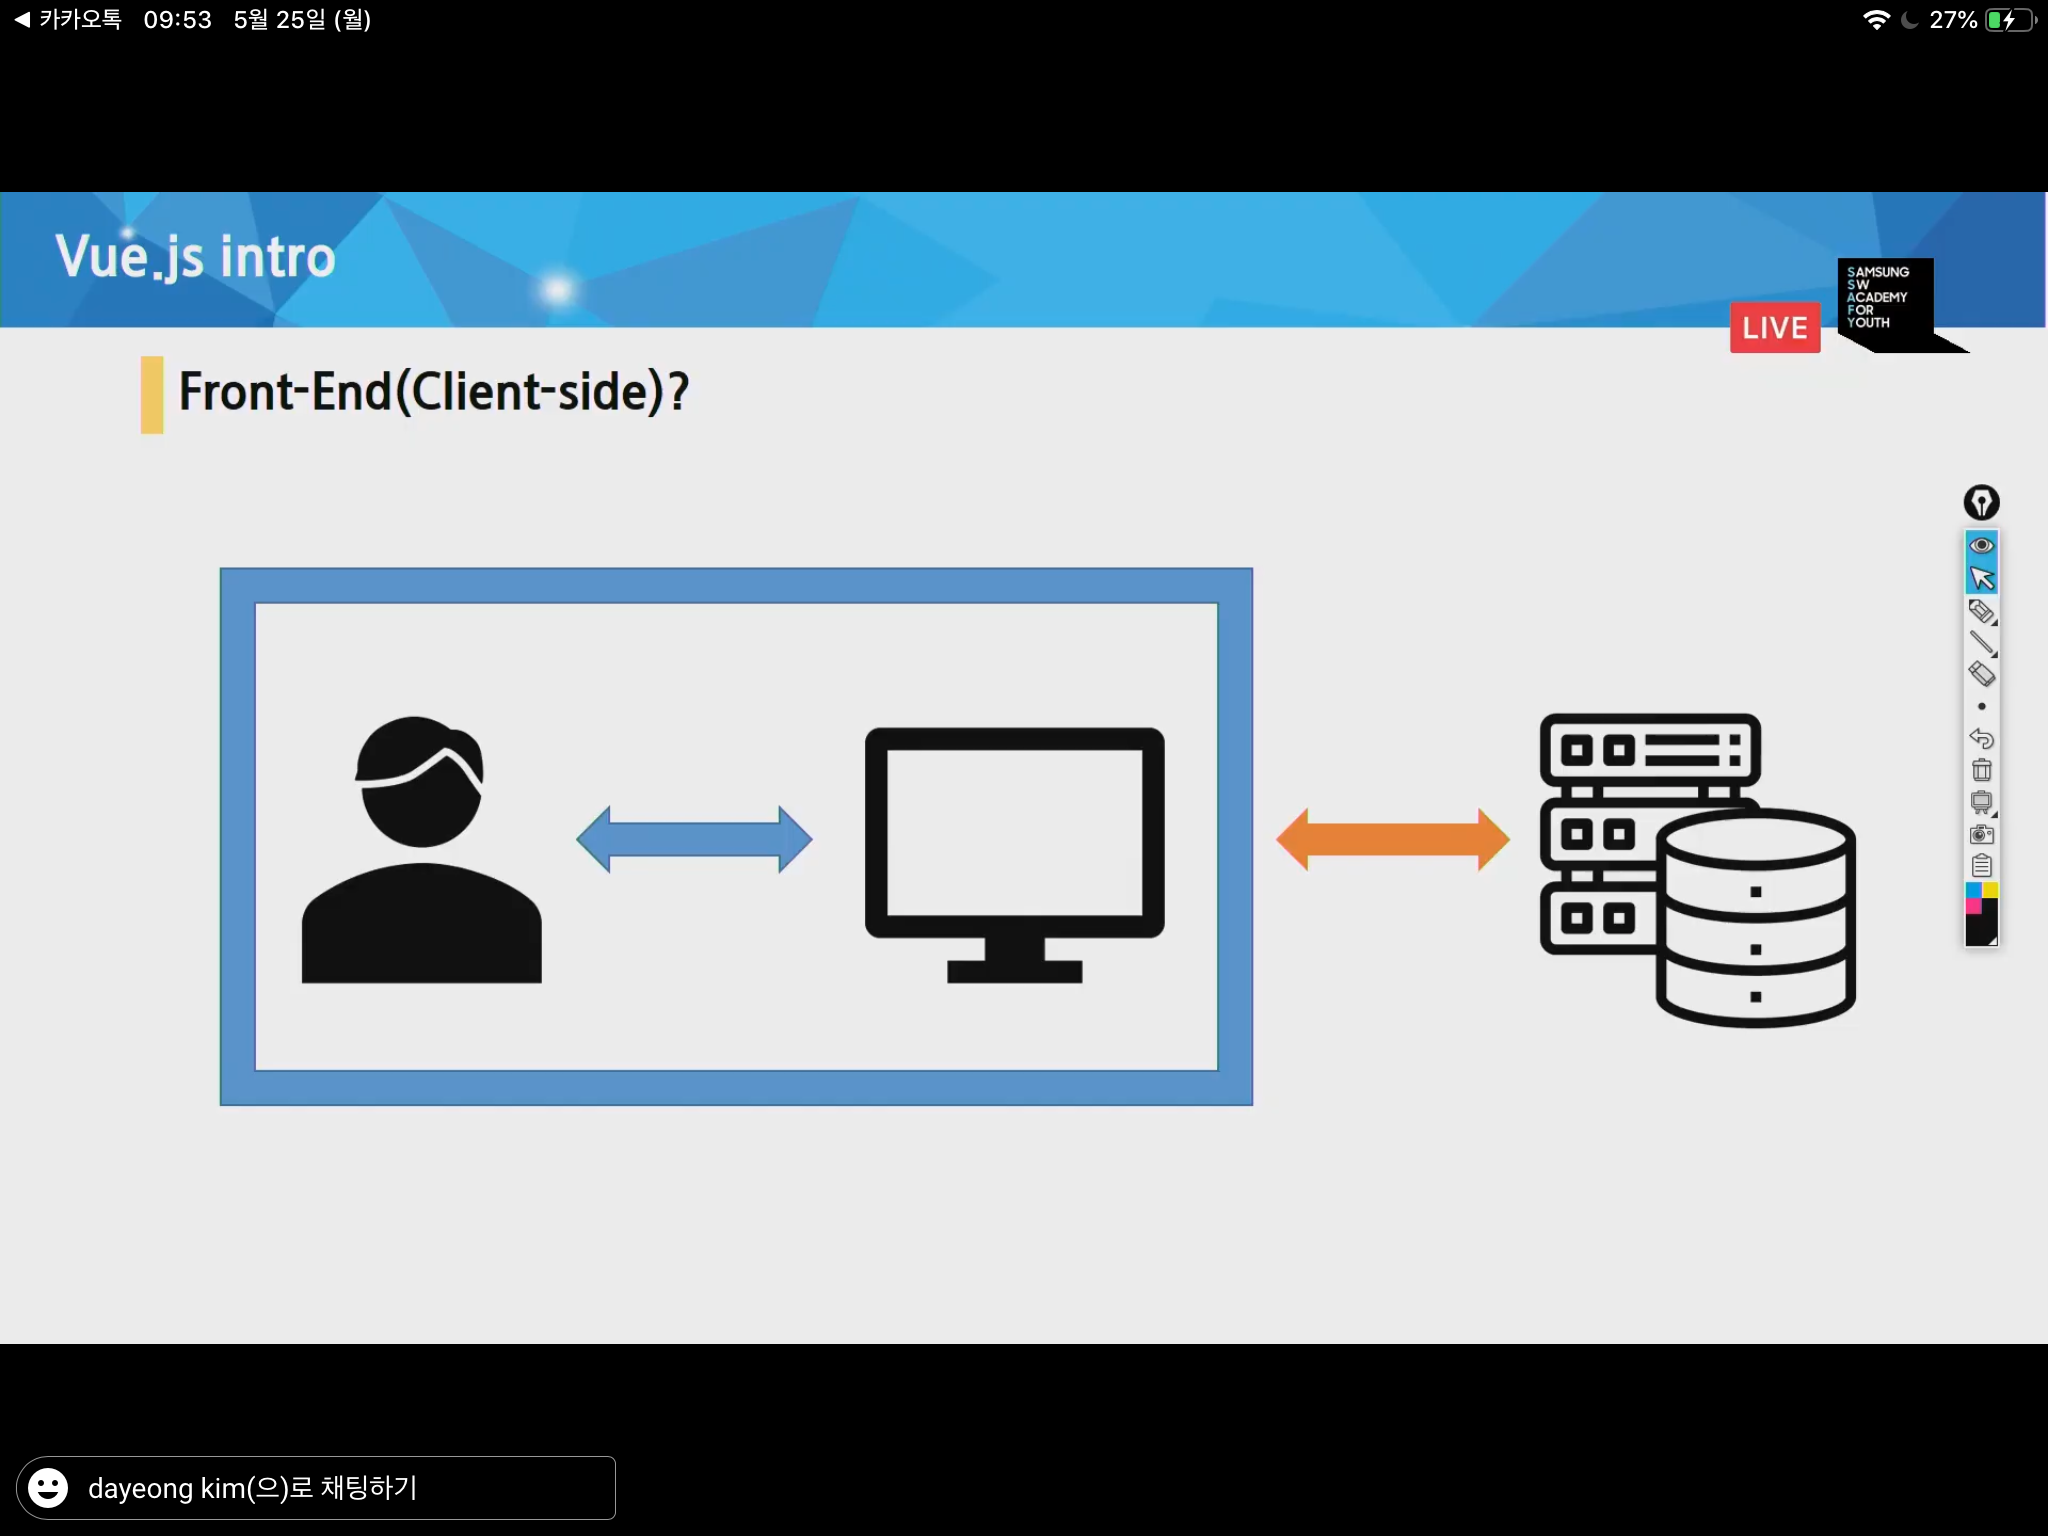 ◀ 카카오톡 09:53 5월 25일 (월) 27%
Vue.js intro
SAMSUNG
SW
ACADEMY
FOR
YOUTH
LIVE
Front-End(Client-side)?
dayeong kim(으)로 채팅하기